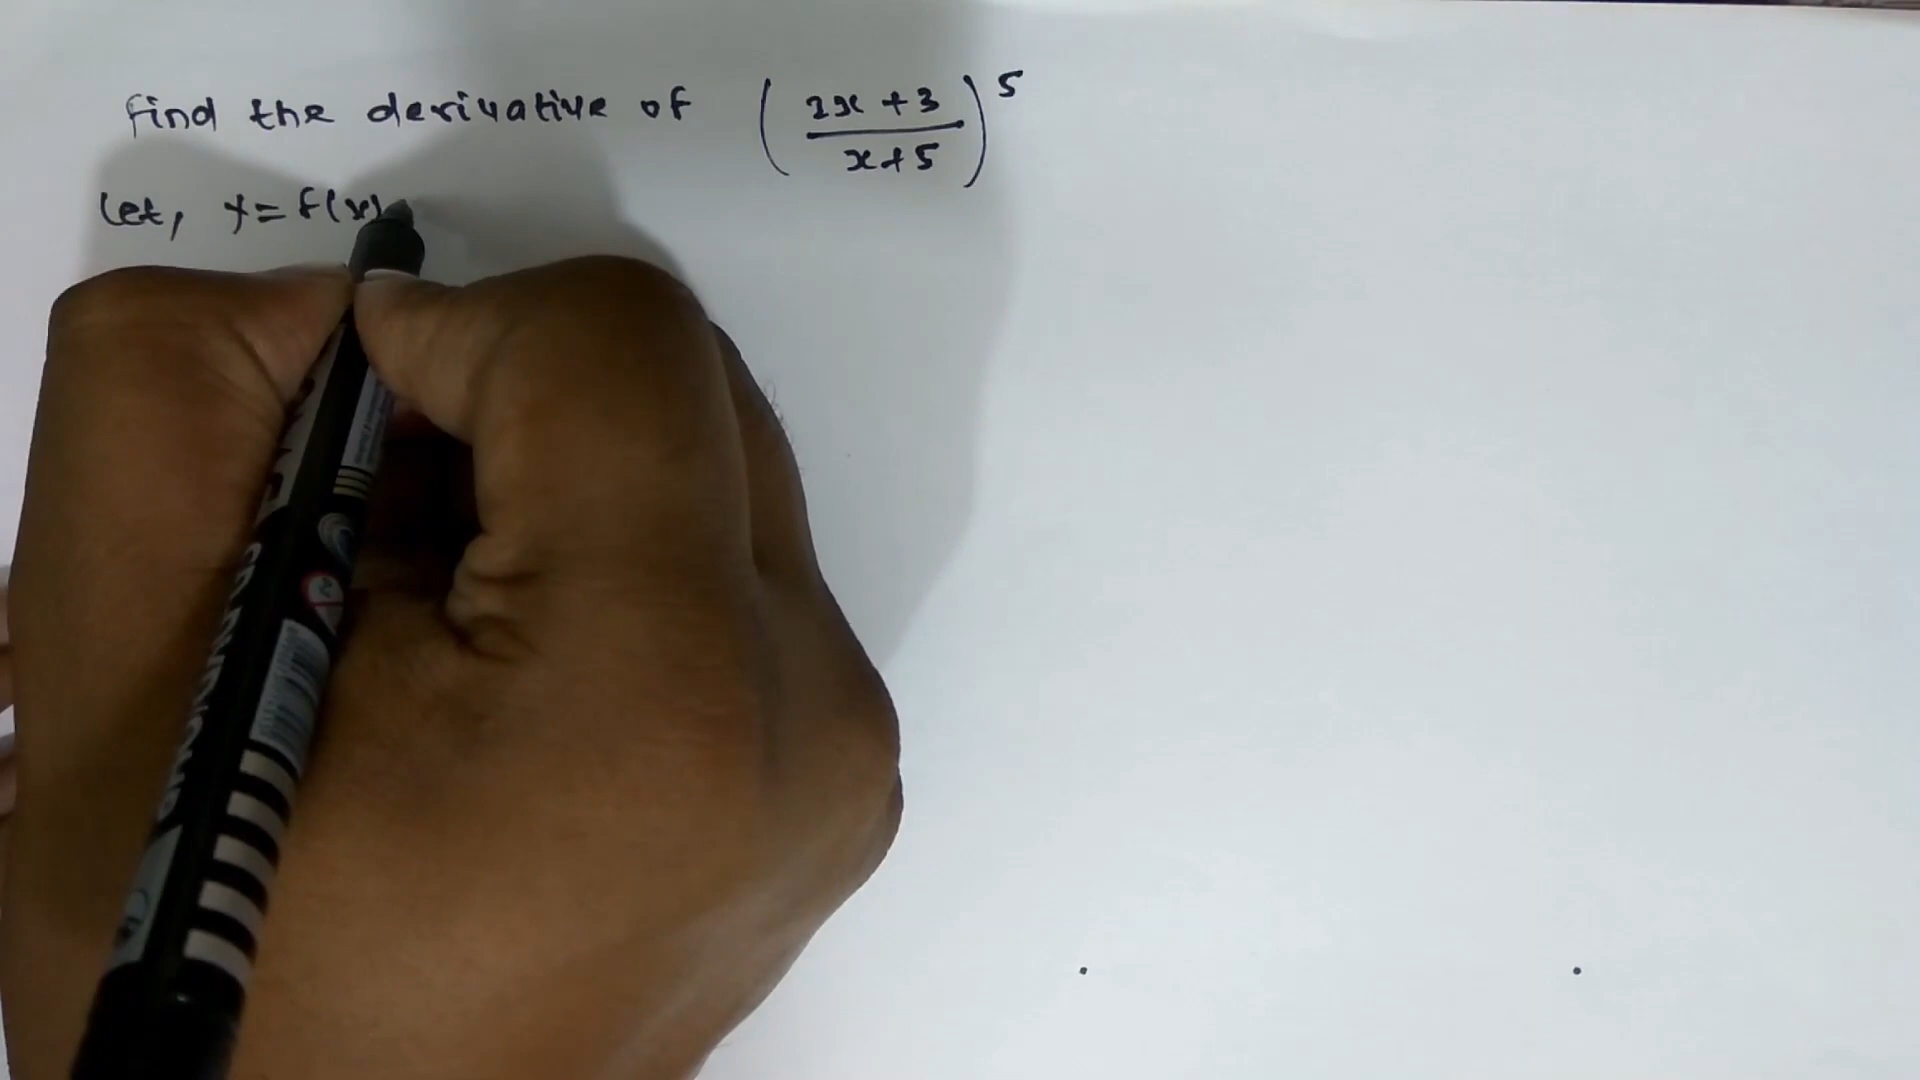 Find the derivative of ( 2x + 3 / x + 5 )^5
Let, y = f(x)